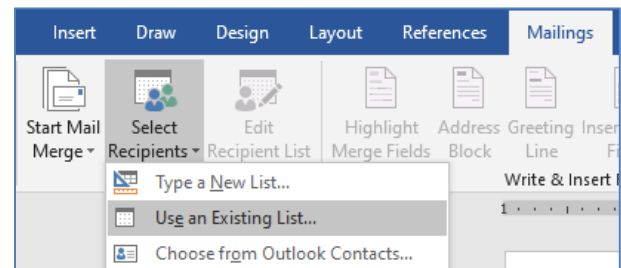 Insert Draw Design Layout References Mailings
Start Mail Select Edit Highlight Address Greeting
Merge Recipients Recipient List Merge Fields Block Line
Write & Insert
Type a New List...
1
Use an Existing List...
Choose from Outlook Contacts...